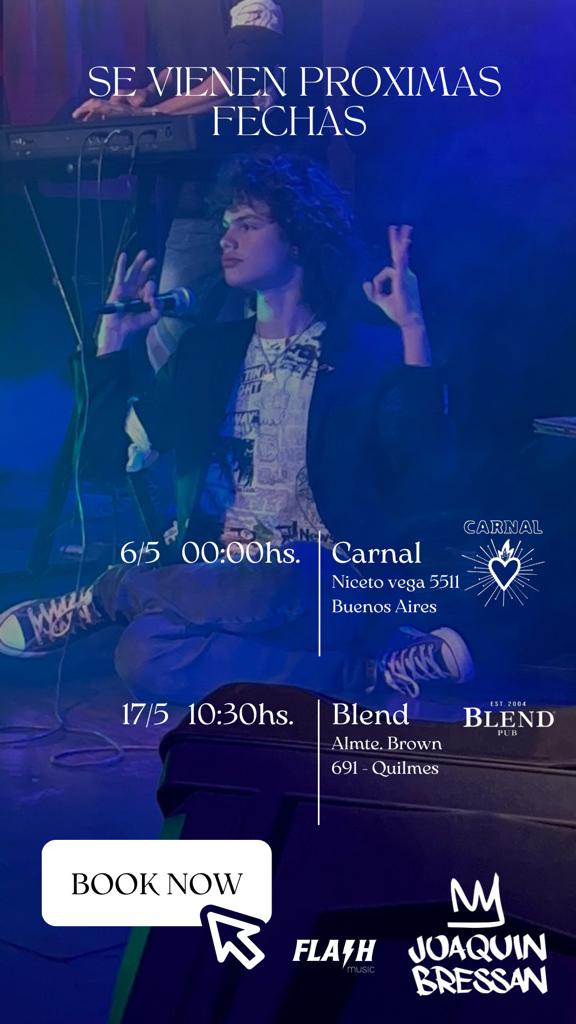 SE VIENEN PROXIMAS
FECHAS
6/5 00:00hs.
Carnal
Niceto vega 5511
Buenos Aires
CARNAL
17/5 10:30hs.
Blend
Almte. Brown
691 - Quilmes
EST. 2004
BLEND
PUB
BOOK NOW
FLASH
music
JOAQUIN
BRESSAN